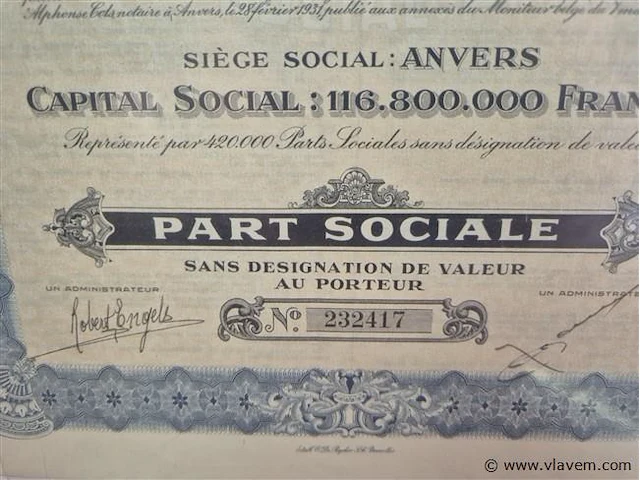 Alphonse Cols, notaire à Anvers, le 28 février 1931, publié aux annexes du Moniteur belge du
SIÈGE SOCIAL: ANVERS
CAPITAL SOCIAL: 116.800.000 FRAN
Représenté par 420.000 Parts Sociales sans désignation de vale
PART SOCIALE
SANS DESIGNATION DE VALEUR
AU PORTEUR
UN ADMINISTRATEUR
UN ADMINISTRATEU
Robert Engels
No. 232417
© www.vlavem.com